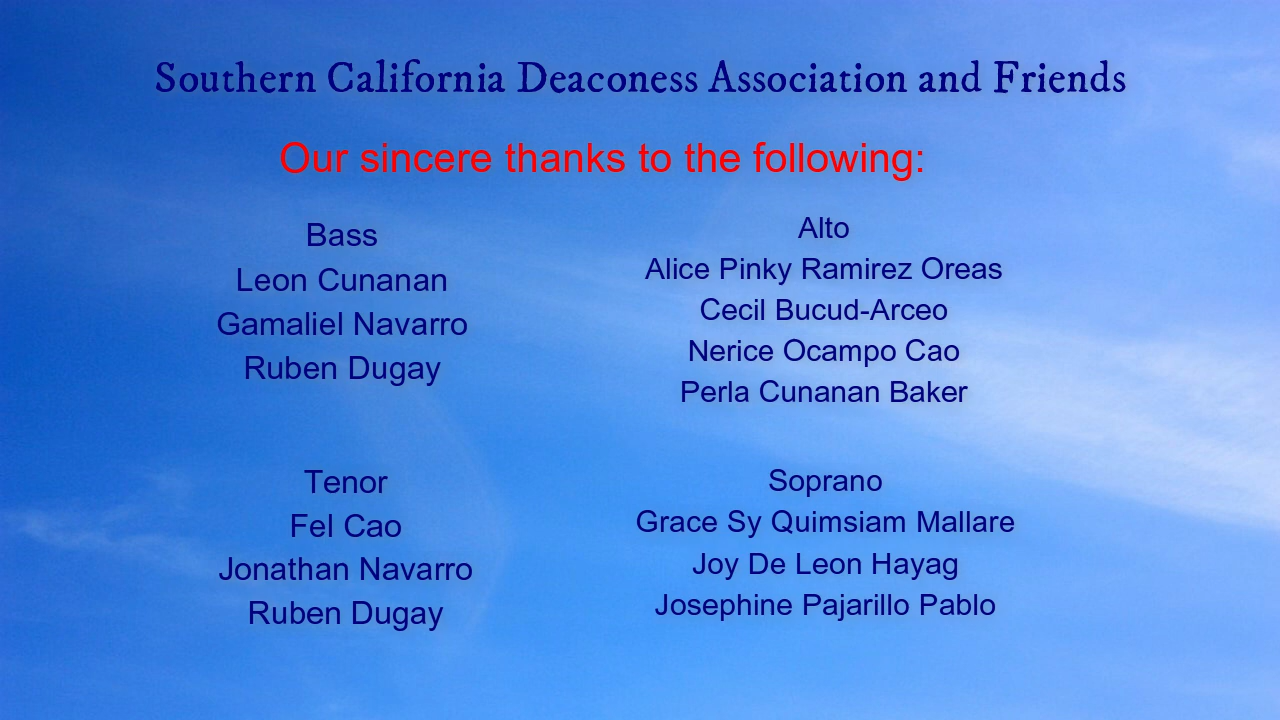 Southern California Deaconess Association and Friends
Our sincere thanks to the following:
Bass
Leon Cunanan
Gamaliel Navarro
Ruben Dugay
Alto
Alice Pinky Ramirez Oreas
Cecil Bucud-Arceo
Nerice Ocampo Cao
Perla Cunanan Baker
Tenor
Fel Cao
Jonathan Navarro
Ruben Dugay
Soprano
Grace Sy Quimsiam Mallare
Joy De Leon Hayag
Josephine Pajarillo Pablo